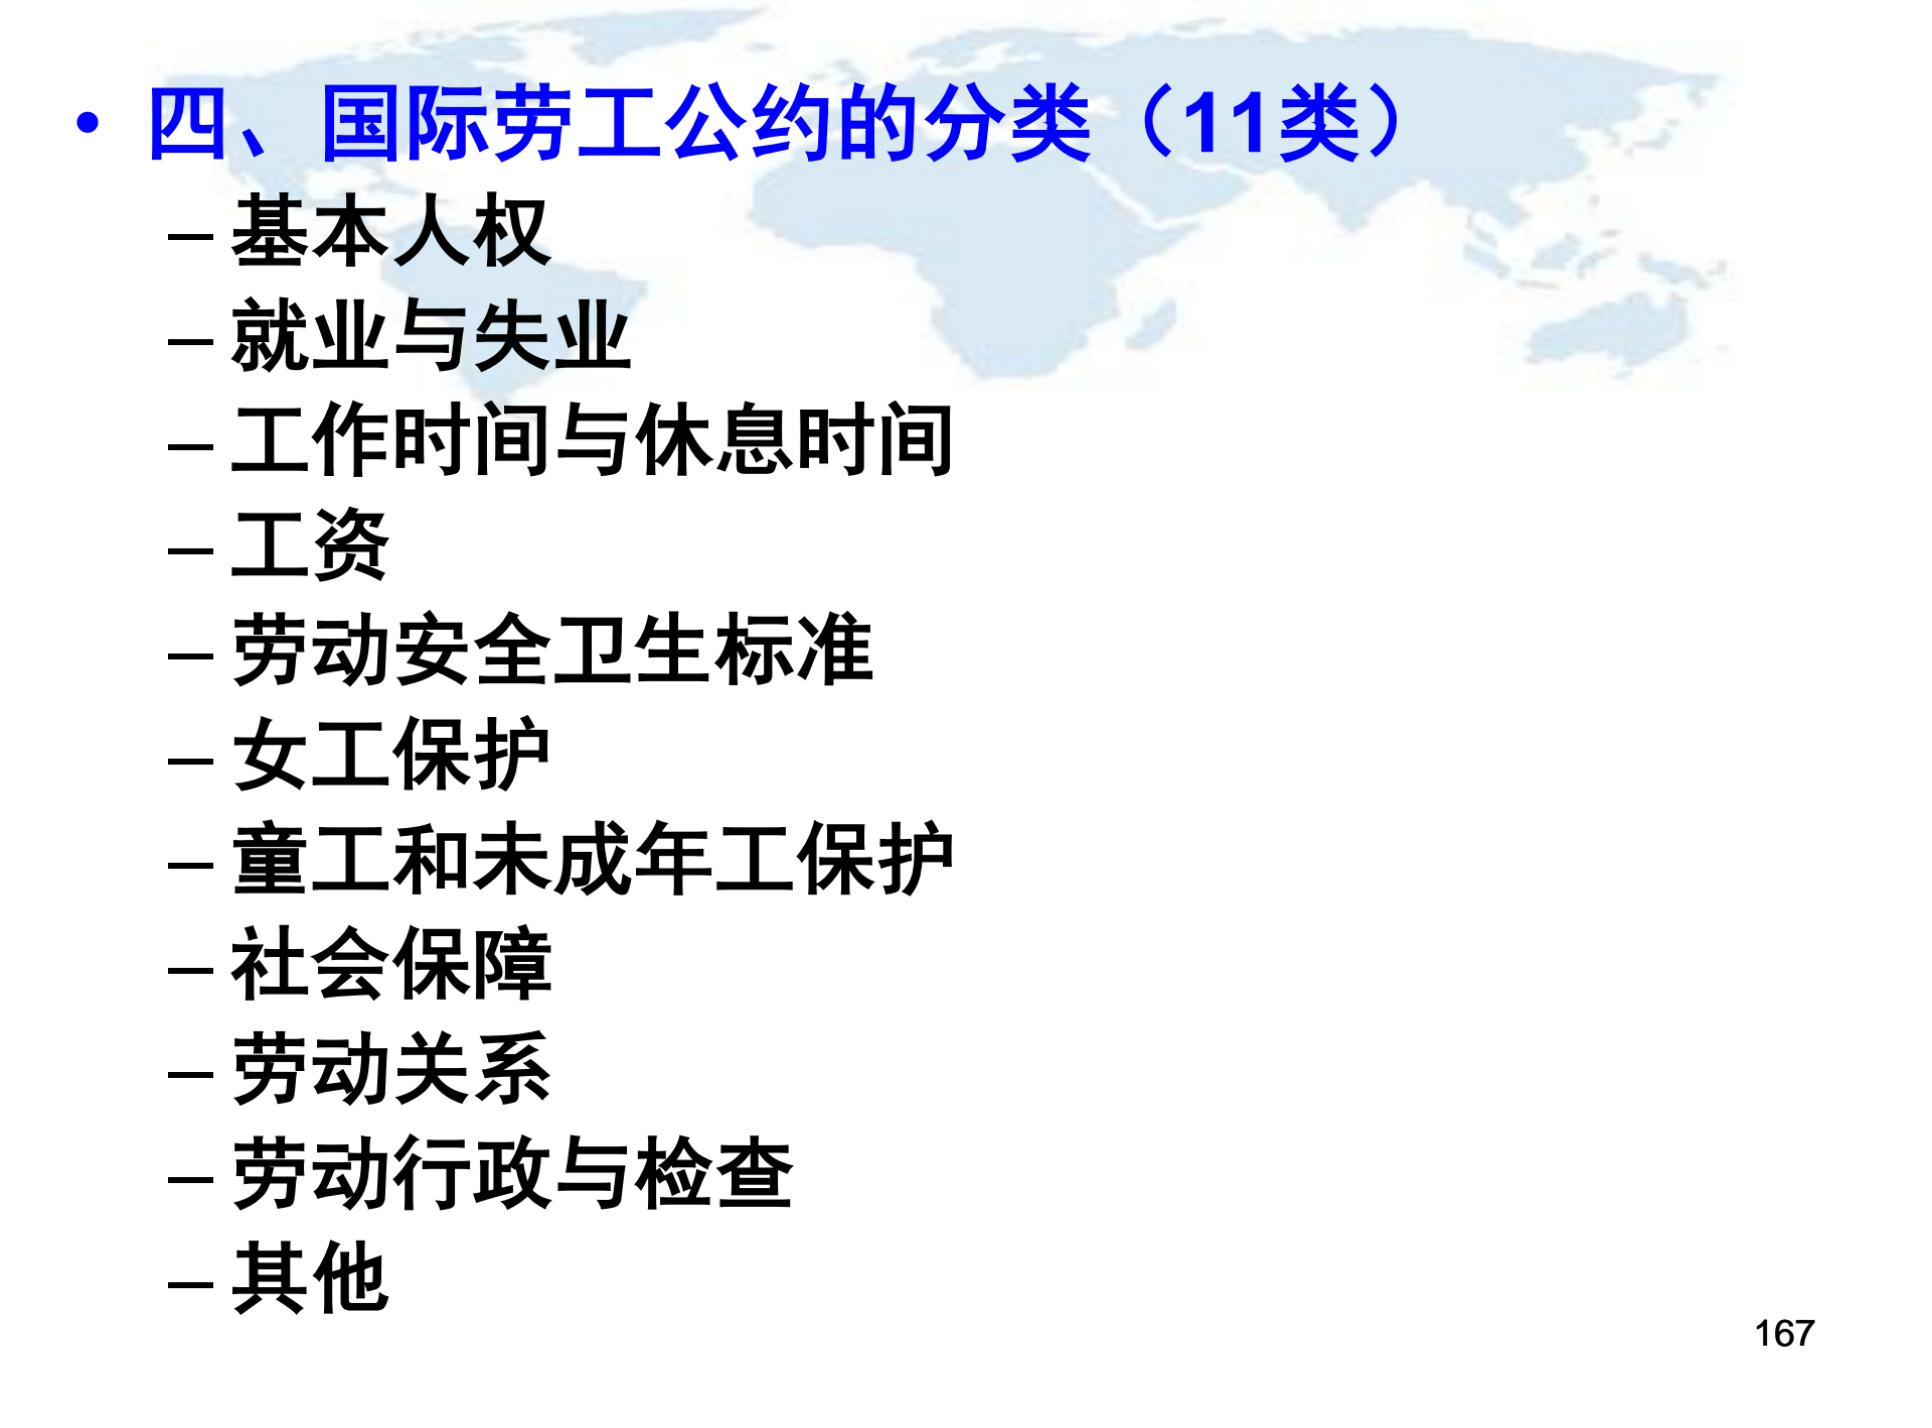 • 四、国际劳工公约的分类（11类）
– 基本人权
– 就业与失业
– 工作时间与休息时间
– 工资
– 劳动安全卫生标准
– 女工保护
– 童工和未成年工保护
– 社会保障
– 劳动关系
– 劳动行政与检查
– 其他
167